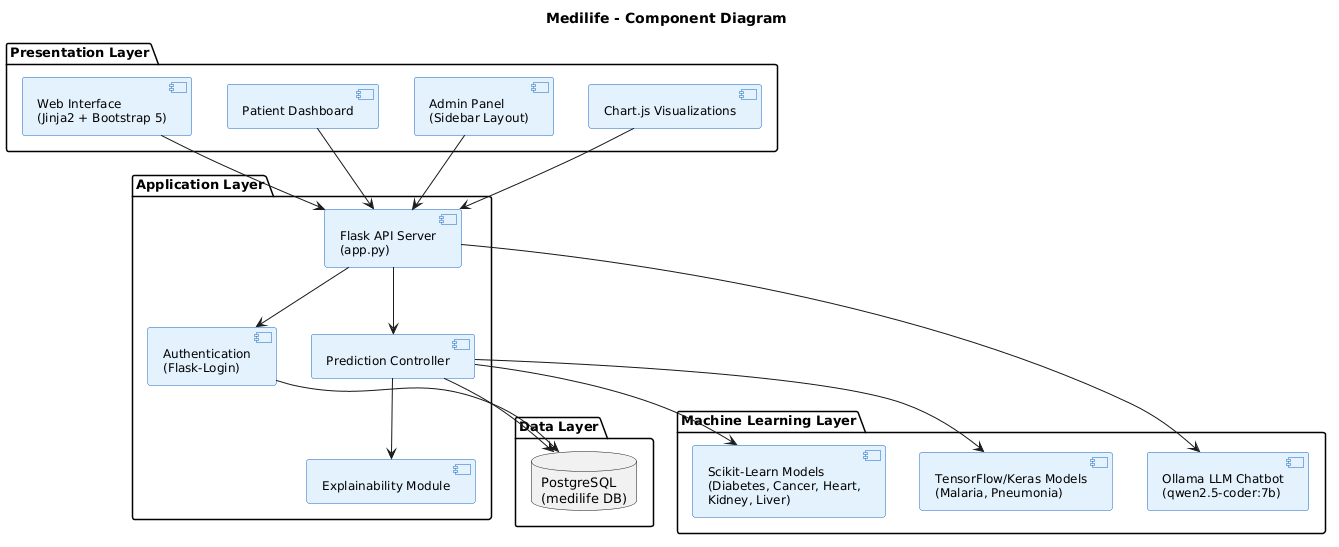 Medilife - Component Diagram
Presentation Layer
Web Interface
(Jinja2 + Bootstrap 5)
Patient Dashboard
Admin Panel
(Sidebar Layout)
Chart.js Visualizations
Application Layer
Flask API Server
(app.py)
Authentication
(Flask-Login)
Prediction Controller
Explainability Module
Data Layer
PostgreSQL
(medilife DB)
Machine Learning Layer
Scikit-Learn Models
(Diabetes, Cancer, Heart,
Kidney, Liver)
TensorFlow/Keras Models
(Malaria, Pneumonia)
Ollama LLM Chatbot
(qwen2.5-coder:7b)